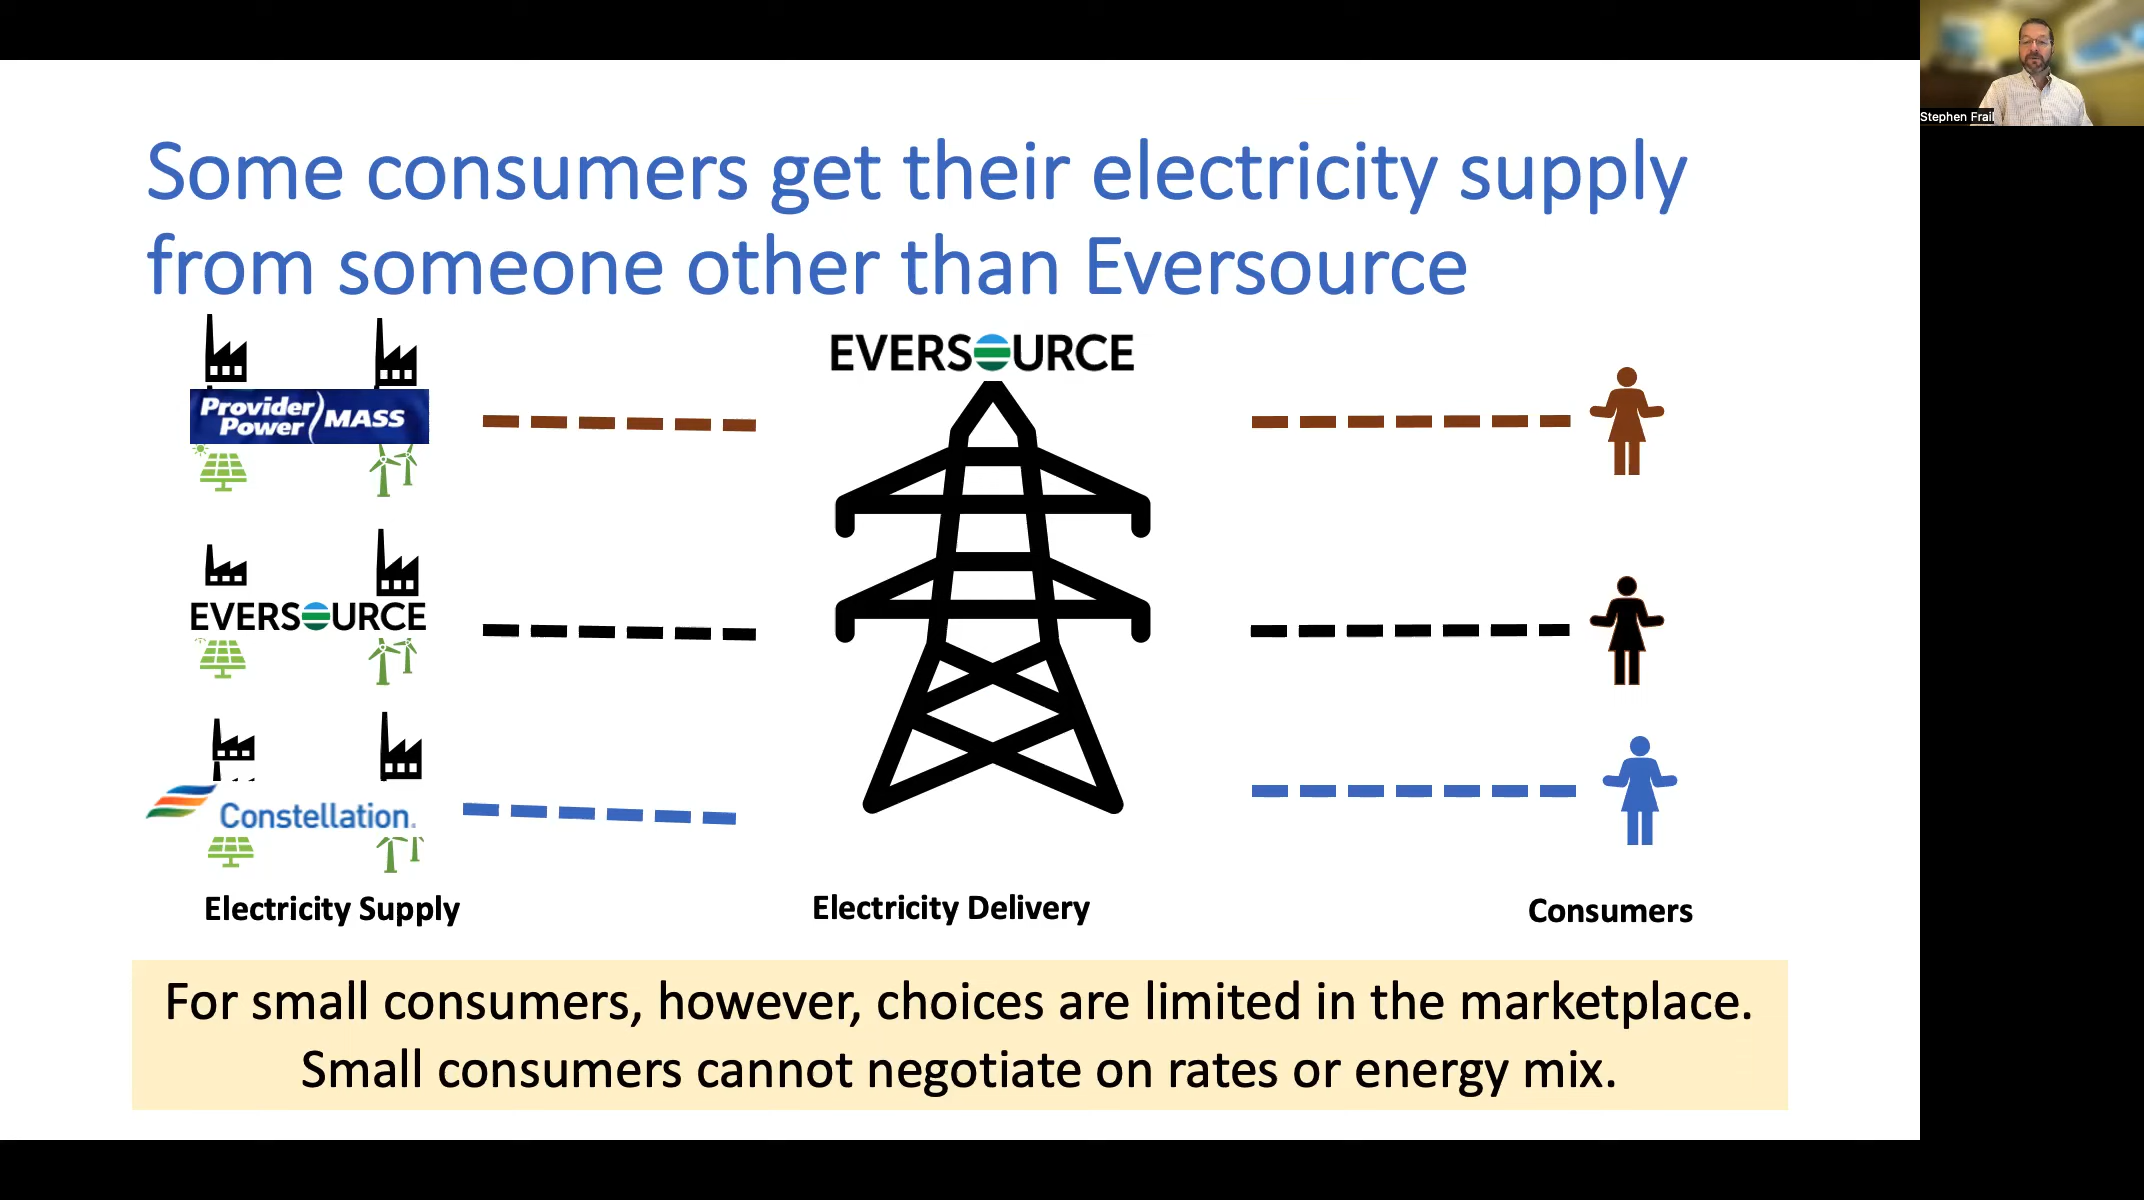 Stephen Frail
Some consumers get their electricity supply
from someone other than Eversource
EVERSOURCE
Provider
Power
MASS
EVERSOURCE
Constellation.
Electricity Supply
Electricity Delivery
Consumers
For small consumers, however, choices are limited in the marketplace.
Small consumers cannot negotiate on rates or energy mix.